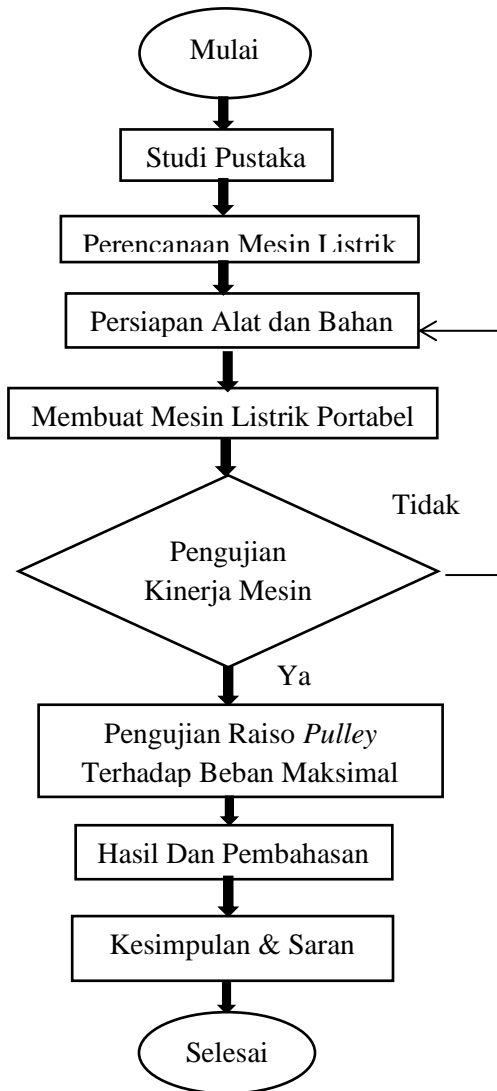 Mulai
Studi Pustaka
Perencanaan Mesin Listrik
Persiapan Alat dan Bahan
Membuat Mesin Listrik Portabel
Tidak
Pengujian
Kinerja Mesin
Ya
Pengujian Raiso Pulley
Terhadap Beban Maksimal
Hasil Dan Pembahasan
Kesimpulan & Saran
Selesai